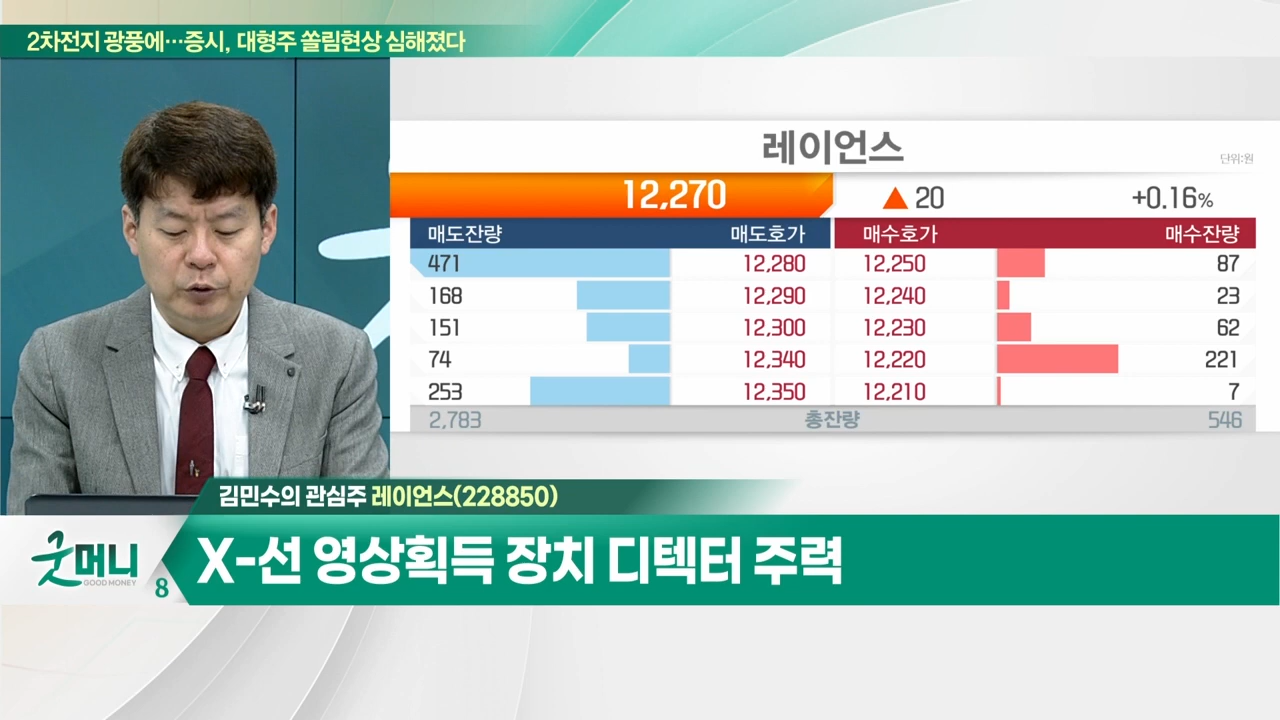 2차전지 광풍에…증시, 대형주 쏠림현상 심해졌다
레이언스
단위:원
12,270 ▲ 20 +0.16%
매도잔량 매도호가 매수호가 매수잔량
471 12,280 12,250 87
168 12,290 12,240 23
151 12,300 12,230 62
74 12,340 12,220 221
253 12,350 12,210 7
2,783 총잔량 546
김민수의 관심주 레이언스(228850)
굿머니
GOOD MONEY
8
X-선 영상획득 장치 디텍터 주력